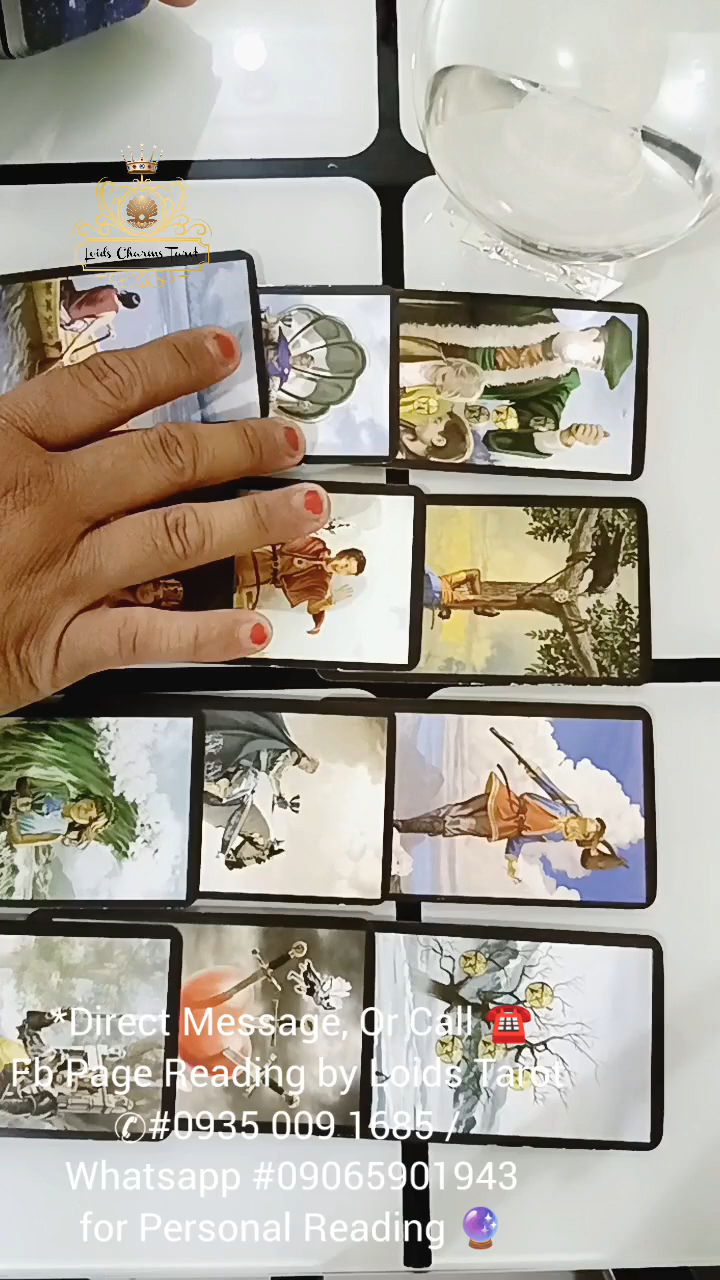 Loids Charms Tarot
*Direct Message, Or Call ☎️
Fb Page Reading by Loids Tarot
✆#0935 009 1685 /
Whatsapp #09065901943
for Personal Reading 🔮